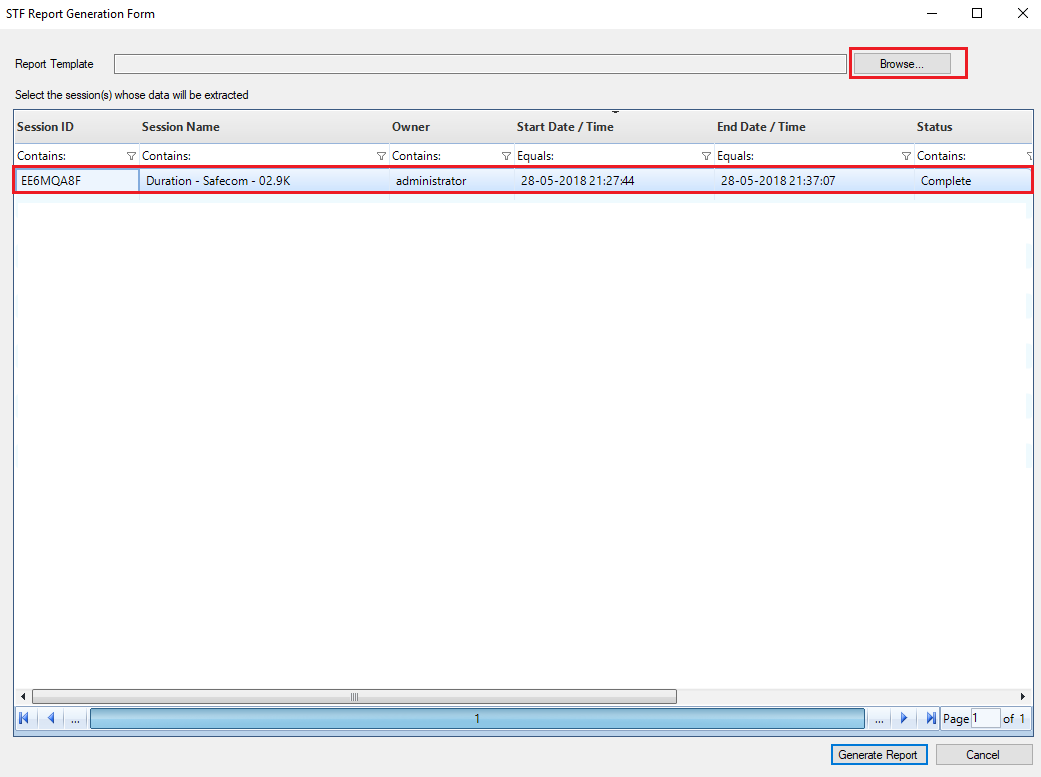 STF Report Generation Form
Report Template Browse...
Select the session(s) whose data will be extracted
Session ID Session Name Owner Start Date / Time End Date / Time Status
Contains: Contains: Contains: Equals: Equals: Contains:
EE6MQA8F Duration - Safecom - 02.9K administrator 28-05-2018 21:27:44 28-05-2018 21:37:07 Complete
... 1 ... Page 1 of 1
Generate Report Cancel